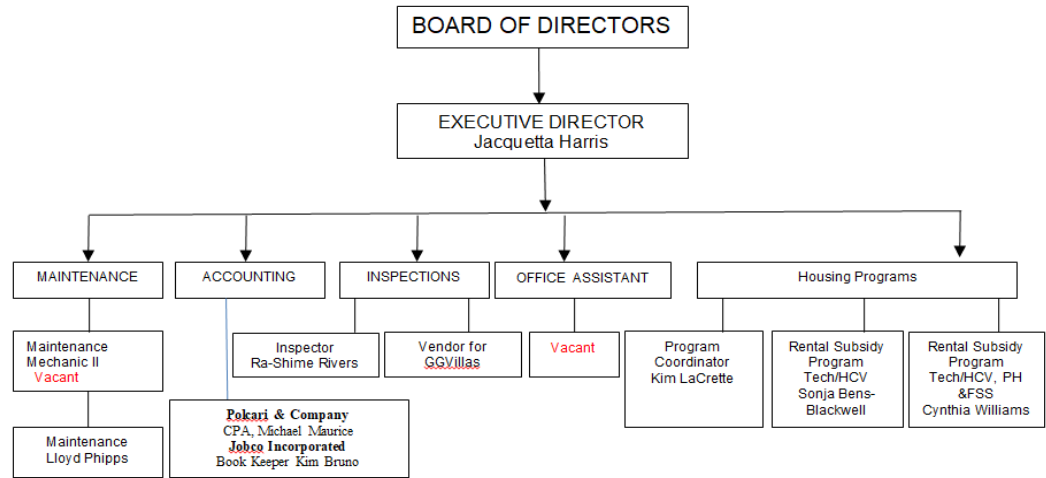 BOARD OF DIRECTORS
EXECUTIVE DIRECTOR
Jacquetta Harris
MAINTENANCE
ACCOUNTING
INSPECTIONS
OFFICE ASSISTANT
Housing Programs
Maintenance
Mechanic II
Vacant
Inspector
Ra-Shime Rivers
Vendor for
GGVillas
Vacant
Program
Coordinator
Kim LaCrette
Rental Subsidy
Program
Tech/HCV
Sonja Bens-
Blackwell
Rental Subsidy
Program
Tech/HCV, PH
&FSS
Cynthia Williams
Maintenance
Lloyd Phipps
Pokari & Company
CPA, Michael Maurice
Jobco Incorporated
Book Keeper Kim Bruno